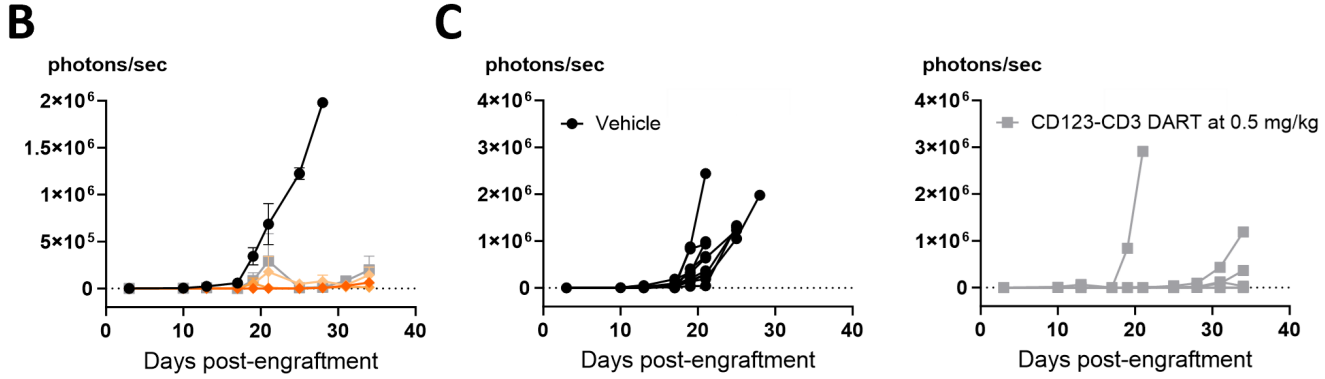 B
photons/sec
2×10⁶
1.5×10⁶
1×10⁶
5×10⁵
0
0 10 20 30 40
Days post-engraftment
C
photons/sec
4×10⁶
3×10⁶
2×10⁶
1×10⁶
0
Vehicle
0 10 20 30 40
Days post-engraftment
photons/sec
4×10⁶
3×10⁶
2×10⁶
1×10⁶
0
CD123-CD3 DART at 0.5 mg/kg
0 10 20 30 40
Days post-engraftment